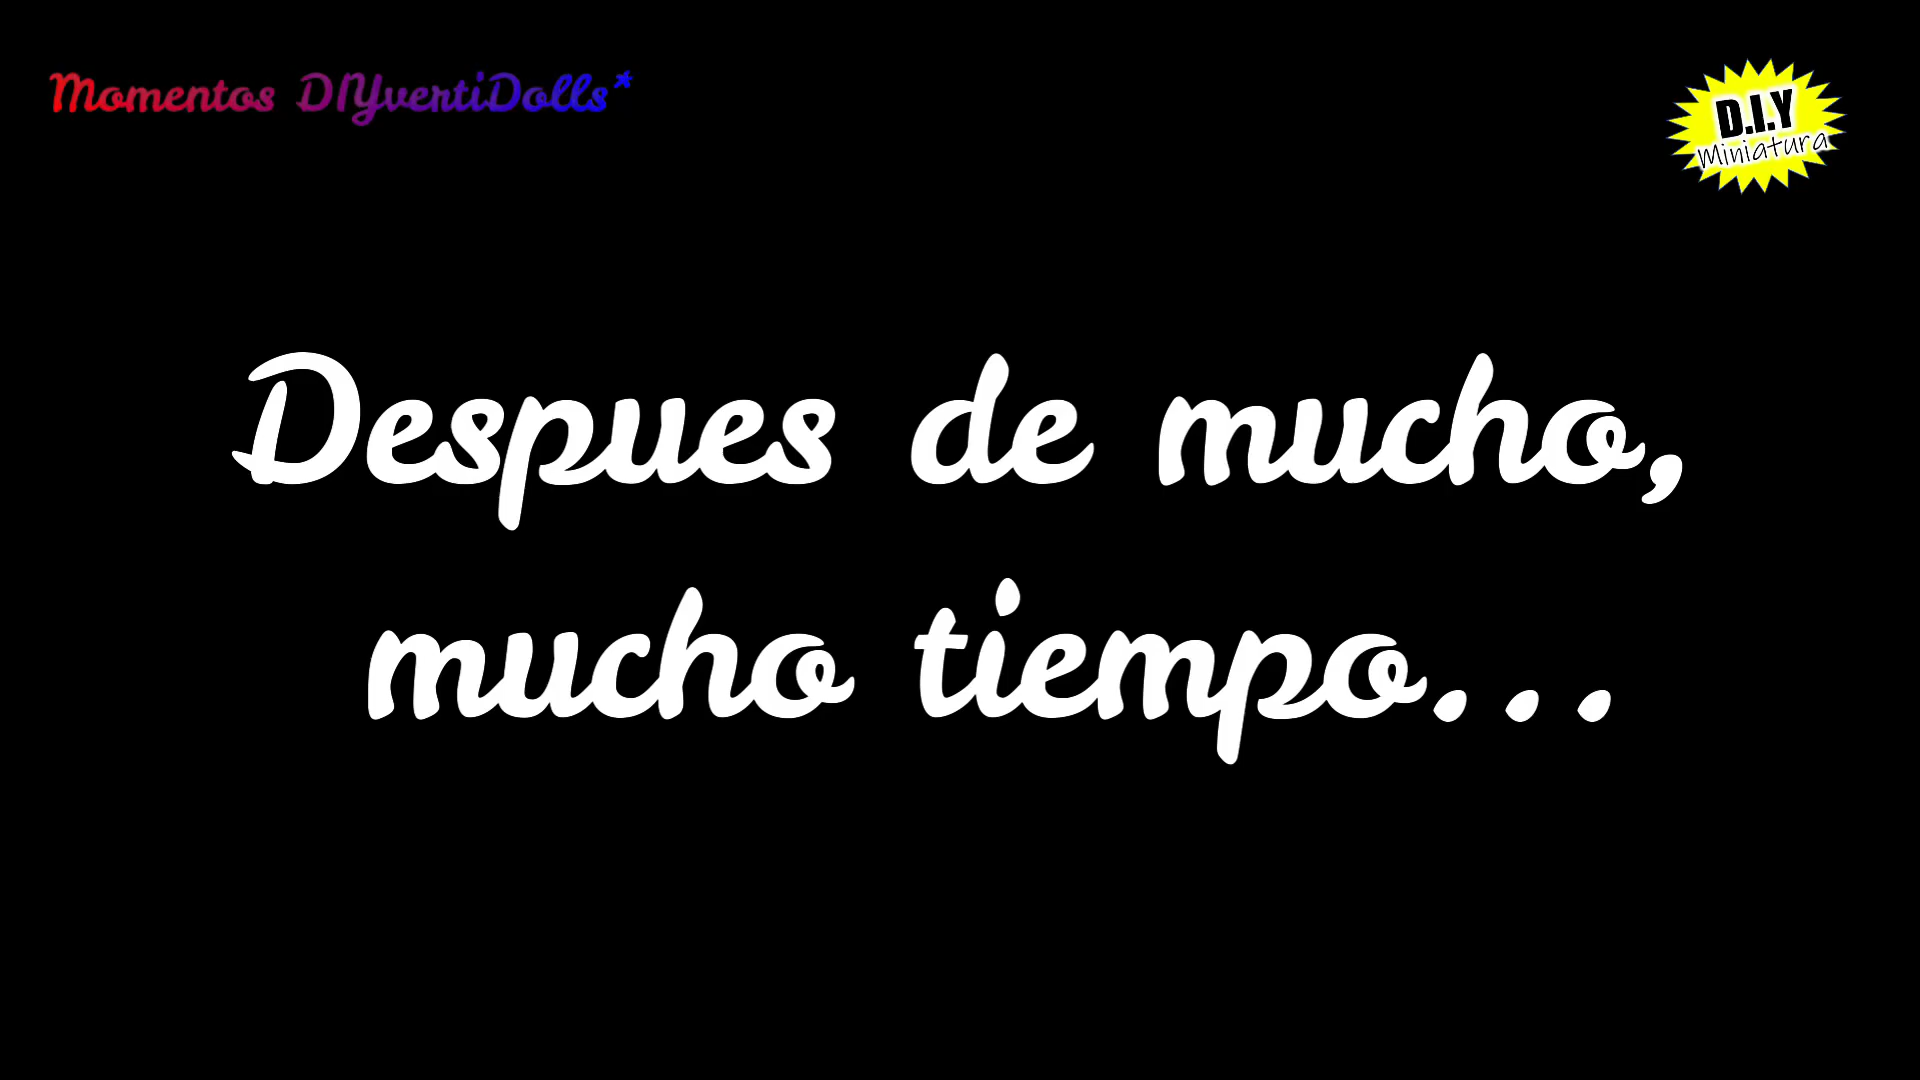 Momentos DIYvertiDolls*
D.I.Y
Miniatura
Despues de mucho,
mucho tiempo...